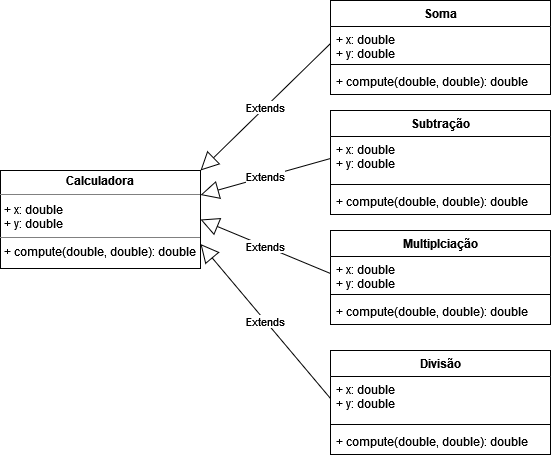 Soma
+ x: double
+ y: double
+ compute(double, double): double
Extends
Subtração
+ x: double
+ y: double
+ compute(double, double): double
Extends
Calculadora
+ x: double
+ y: double
+ compute(double, double): double
Multiplciação
+ x: double
+ y: double
+ compute(double, double): double
Extends
Extends
Divisão
+ x: double
+ y: double
+ compute(double, double): double